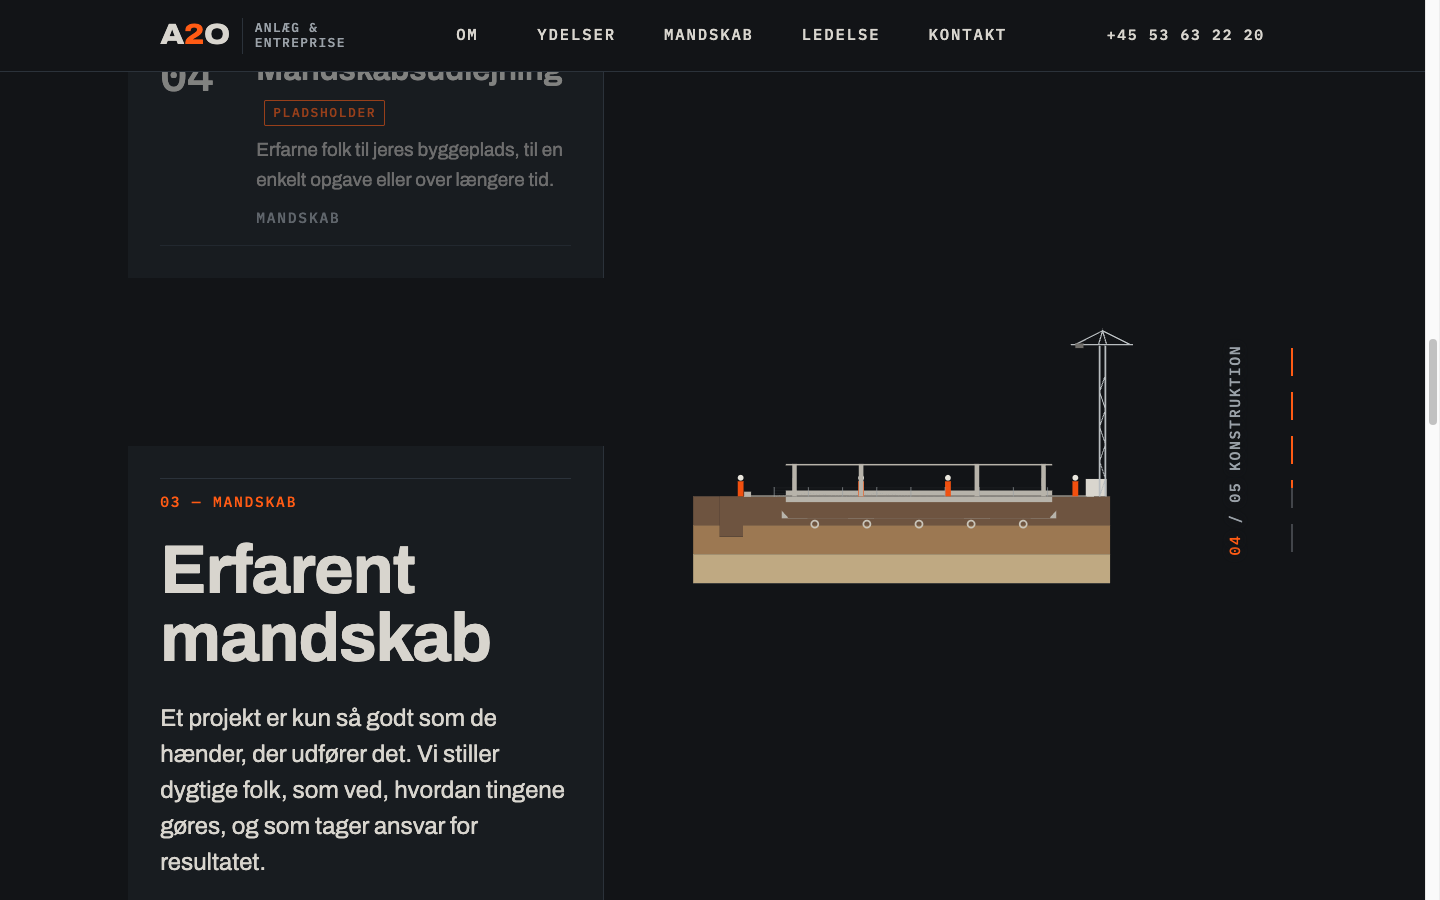 A2O
ANLÆG &
ENTREPRISE
OM
YDELSER
MANDSKAB
LEDELSE
KONTAKT
+45 53 63 22 20
04
Mandskabsudlejning
PLADSHOLDER
Erfarne folk til jeres byggeplads, til en
enkelt opgave eller over længere tid.
MANDSKAB
03 — MANDSKAB
Erfarent
mandskab
Et projekt er kun så godt som de
hænder, der udfører det. Vi stiller
dygtige folk, som ved, hvordan tingene
gøres, og som tager ansvar for
resultatet.
04 / 05 KONSTRUKTION